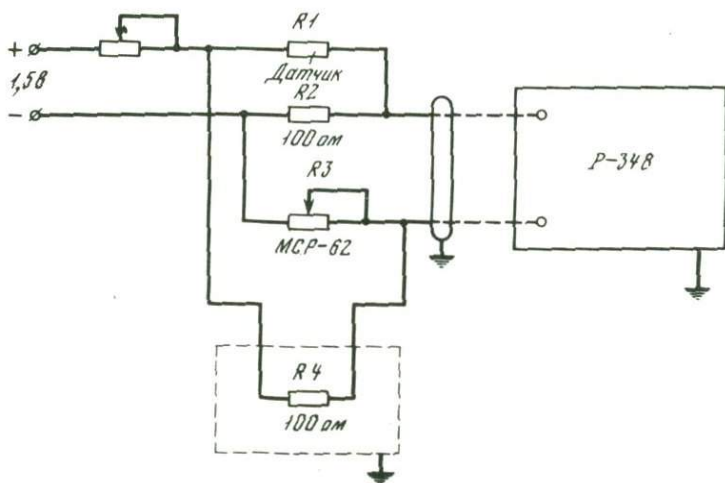 R1
+
Датчик
1,5В
R2
-
100 ом
Р-348
R3
МСР-62
R4
100 ом